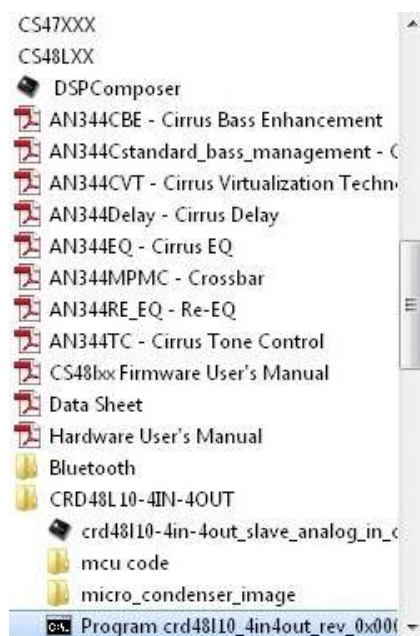 CS47XXX
CS48LXX
DSPComposer
AN344CBE - Cirrus Bass Enhancement
AN344Cstandard_bass_management -
AN344CVT - Cirrus Virtualization
AN344Delay - Cirrus Delay
AN344EQ - Cirrus EQ
AN344MPMC - Crossbar
AN344RE_EQ - Re-EQ
AN344TC - Cirrus Tone Control
CS48lxx Firmware User's Manual
Data Sheet
Hardware User's Manual
Bluetooth
CRD48L10-4IN-4OUT
crd48l10-4in-4out_slave_analog_in_
mcu code
micro_condenser_image
Program crd48l10_4in4out_rev_0x00